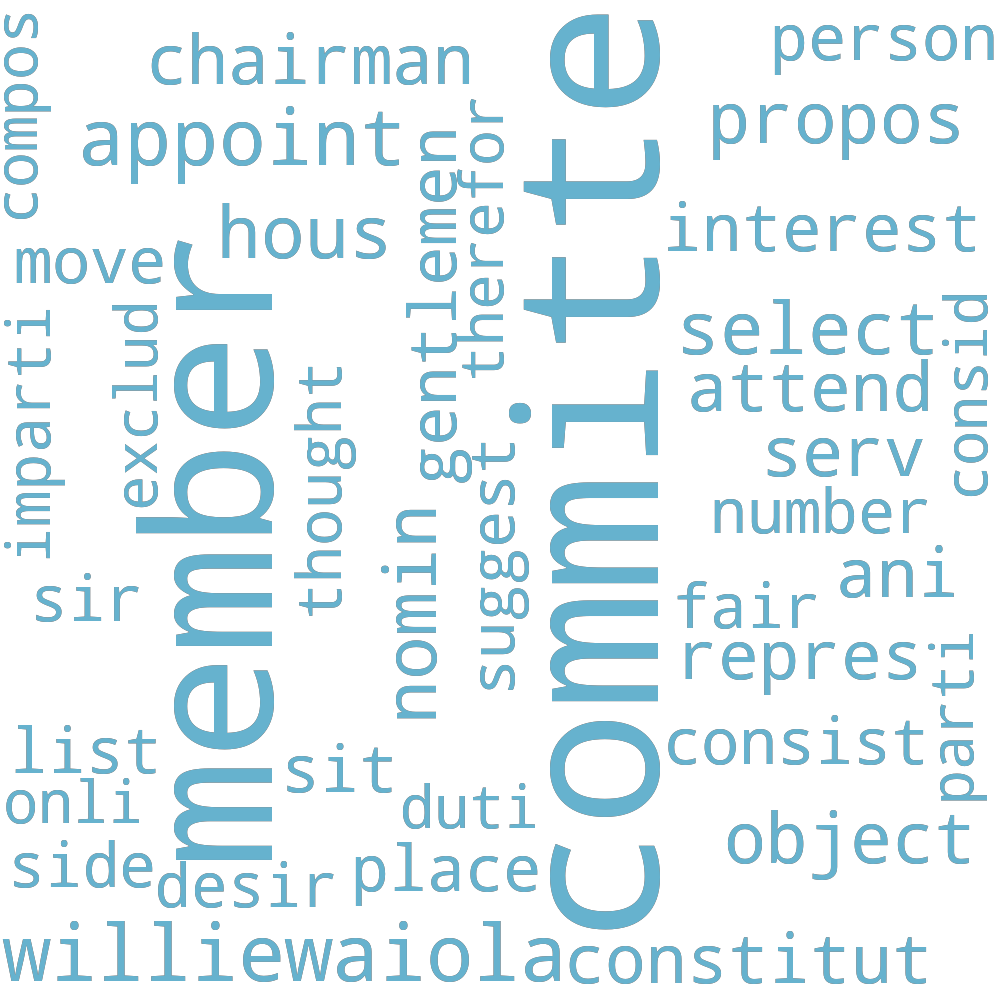 compos
chairman
person
appoint
propos
gentlemen
therefor
hous
interest
move
member
committe
imparti
exclud
thought
select
attend
consid
serv
number
nomin
suggest
ani
sir
fair
repres
parti
list
sit
consist
onli
duti
side
desir
place
object
williewaiola
constitut